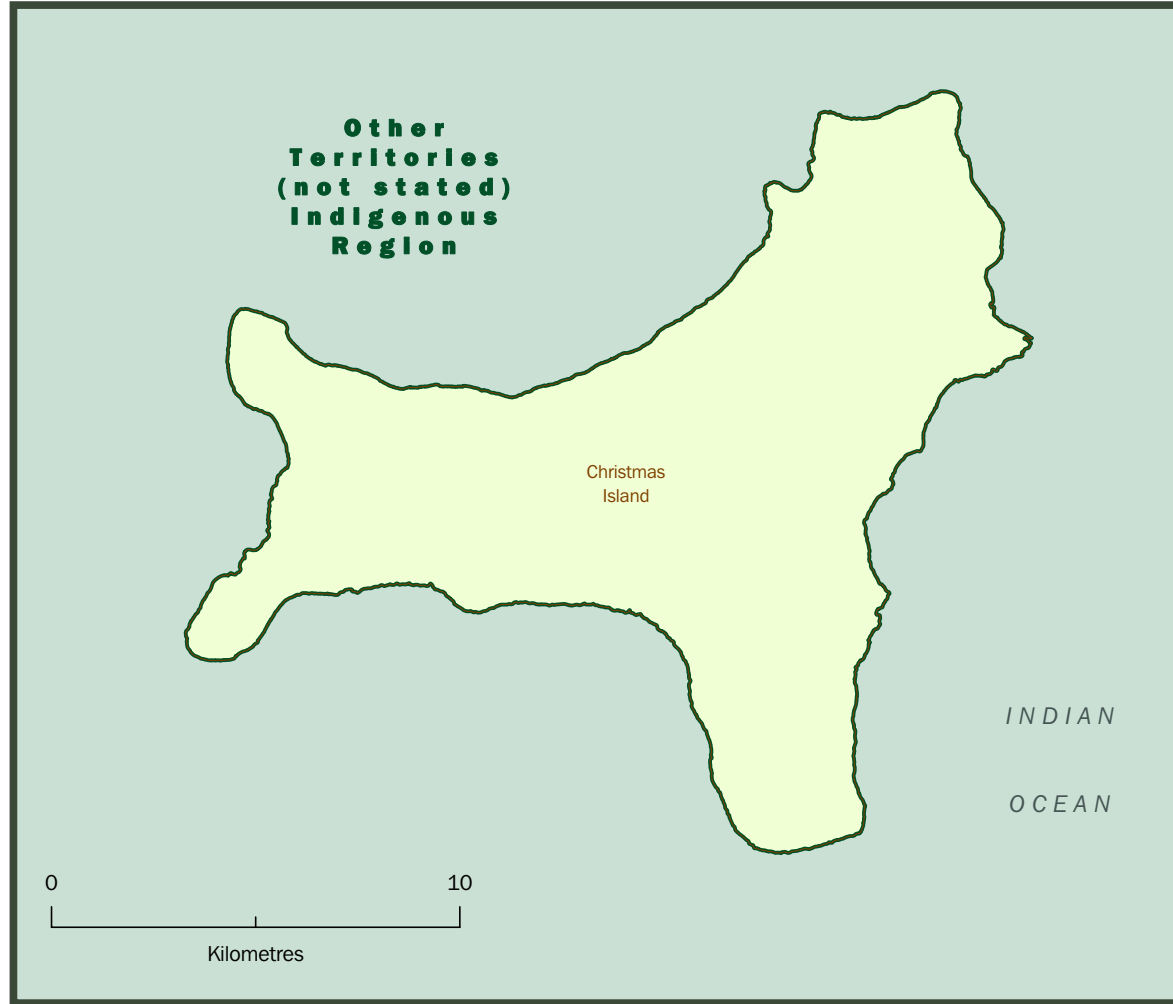 Other
Territories
(not stated)
Indigenous
Region
Christmas
Island
INDIAN
OCEAN
0 10
Kilometres